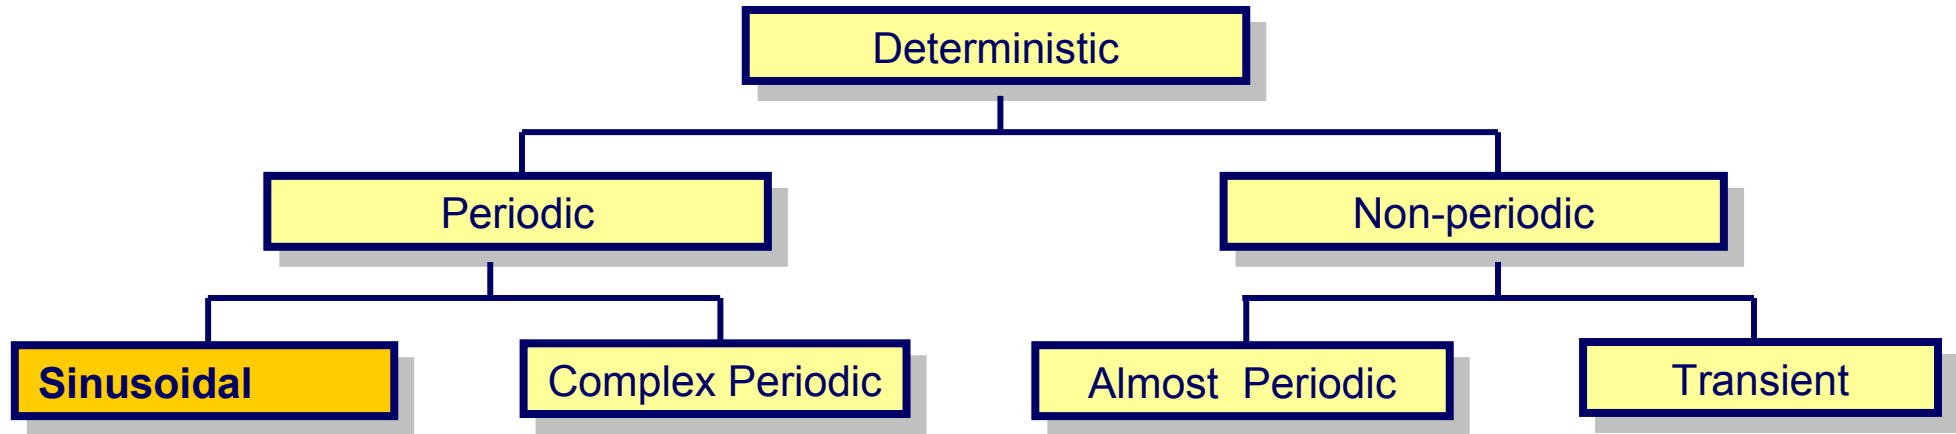 Deterministic
Periodic
Non-periodic
Sinusoidal
Complex Periodic
Almost  Periodic
Transient